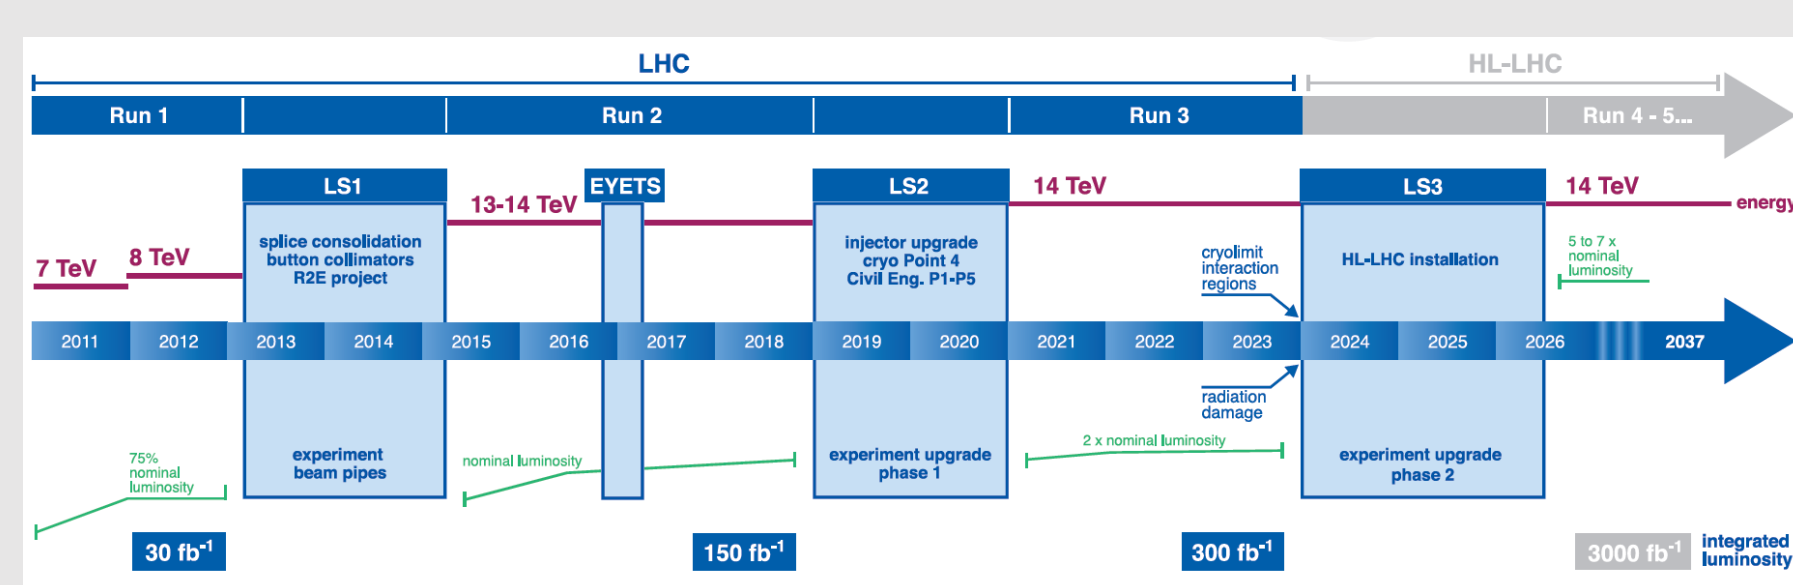 LHC
HL-LHC
Run 1
Run 2
Run 3
Run 4 - 5...
LS1
EYETS
LS2
LS3
13-14 TeV
14 TeV
14 TeV
energy
7 TeV
8 TeV
splice consolidation
button collimators
R2E project
injector upgrade
cryo Point 4
Civil Eng. P1-P5
cryolimit
interaction
regions
HL-LHC installation
5 to 7 x
nominal
luminosity
2011
2012
2013
2014
2015
2016
2017
2018
2019
2020
2021
2022
2023
2024
2025
2026
2037
radiation
damage
75%
nominal
luminosity
experiment
beam pipes
nominal luminosity
experiment upgrade
phase 1
2 x nominal luminosity
experiment upgrade
phase 2
30 fb⁻¹
150 fb⁻¹
300 fb⁻¹
3000 fb⁻¹
integrated
luminosity